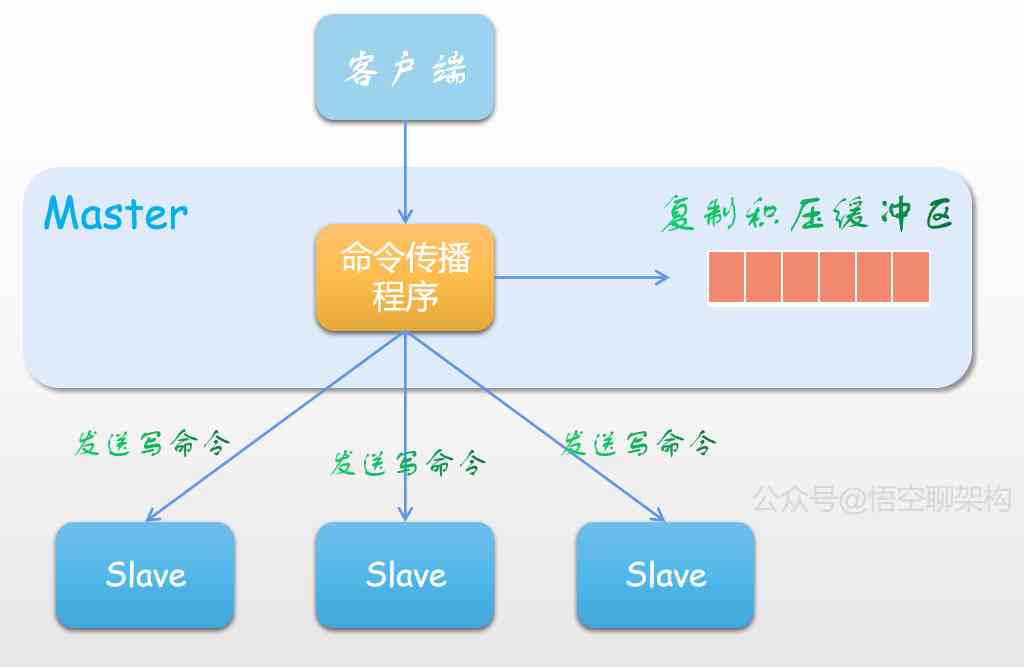 客户端
Master
复制积压缓冲区
命令传播
程序
发送写命令
发送写命令
发送写命令
公众号@悟空聊架构
Slave
Slave
Slave